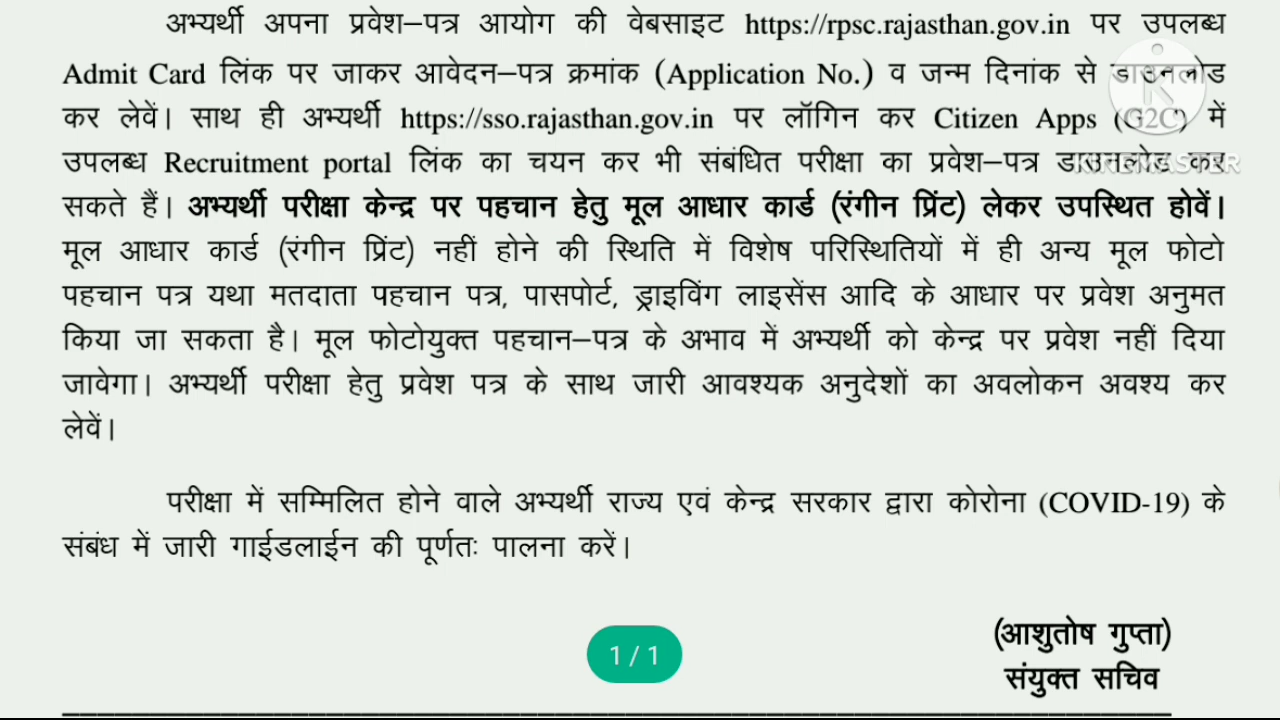 अभ्यर्थी अपना प्रवेश–पत्र आयोग की वेबसाइट https://rpsc.rajasthan.gov.in पर उपलब्ध
Admit Card लिंक पर जाकर आवेदन–पत्र क्रमांक (Application No.) व जन्म दिनांक से डाउनलोड
कर लेवें। साथ ही अभ्यर्थी https://sso.rajasthan.gov.in पर लॉगिन कर Citizen Apps (G2C) में
उपलब्ध Recruitment portal लिंक का चयन कर भी संबंधित परीक्षा का प्रवेश–पत्र डाउनलोड कर
KINEMASTER
सकते हैं। अभ्यर्थी परीक्षा केन्द्र पर पहचान हेतु मूल आधार कार्ड (रंगीन प्रिंट) लेकर उपस्थित होवें।
मूल आधार कार्ड (रंगीन प्रिंट) नहीं होने की स्थिति में विशेष परिस्थितियों में ही अन्य मूल फोटो
पहचान पत्र यथा मतदाता पहचान पत्र, पासपोर्ट, ड्राइविंग लाइसेंस आदि के आधार पर प्रवेश अनुमत
किया जा सकता है। मूल फोटोयुक्त पहचान–पत्र के अभाव में अभ्यर्थी को केन्द्र पर प्रवेश नहीं दिया
जावेगा। अभ्यर्थी परीक्षा हेतु प्रवेश पत्र के साथ जारी आवश्यक अनुदेशों का अवलोकन अवश्य कर
लेवें।
परीक्षा में सम्मिलित होने वाले अभ्यर्थी राज्य एवं केन्द्र सरकार द्वारा कोरोना (COVID-19) के
संबंध में जारी गाईडलाईन की पूर्णतः पालना करें।
(आशुतोष गुप्ता)
संयुक्त सचिव
1 / 1